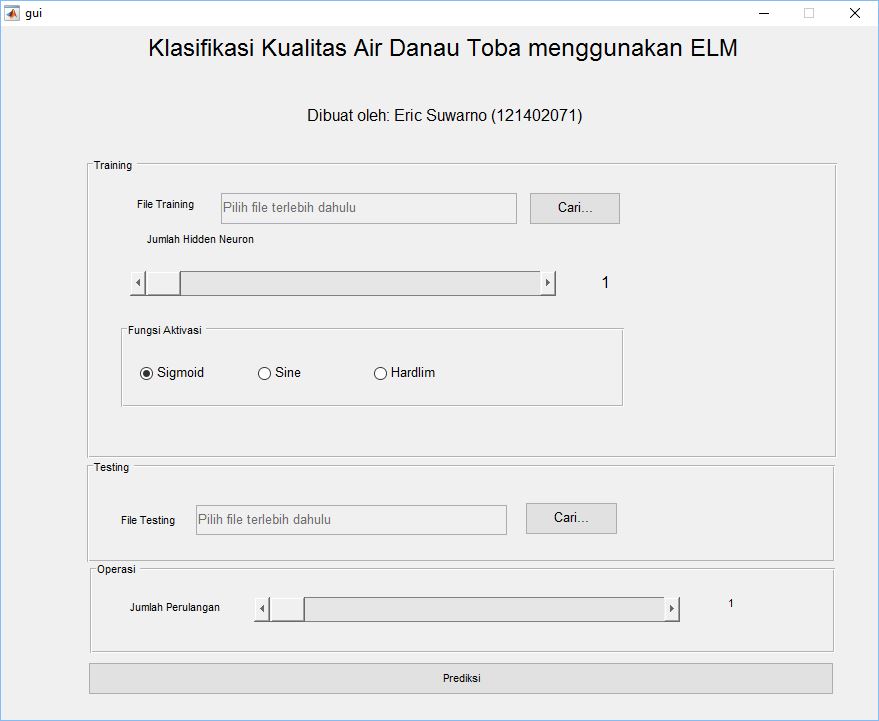 gui
Klasifikasi Kualitas Air Danau Toba menggunakan ELM
Dibuat oleh: Eric Suwarno (121402071)
Training
File Training Pilih file terlebih dahulu Cari...
Jumlah Hidden Neuron
1
Fungsi Aktivasi
Sigmoid Sine Hardlim
Testing
File Testing Pilih file terlebih dahulu Cari...
Operasi
Jumlah Perulangan 1
Prediksi